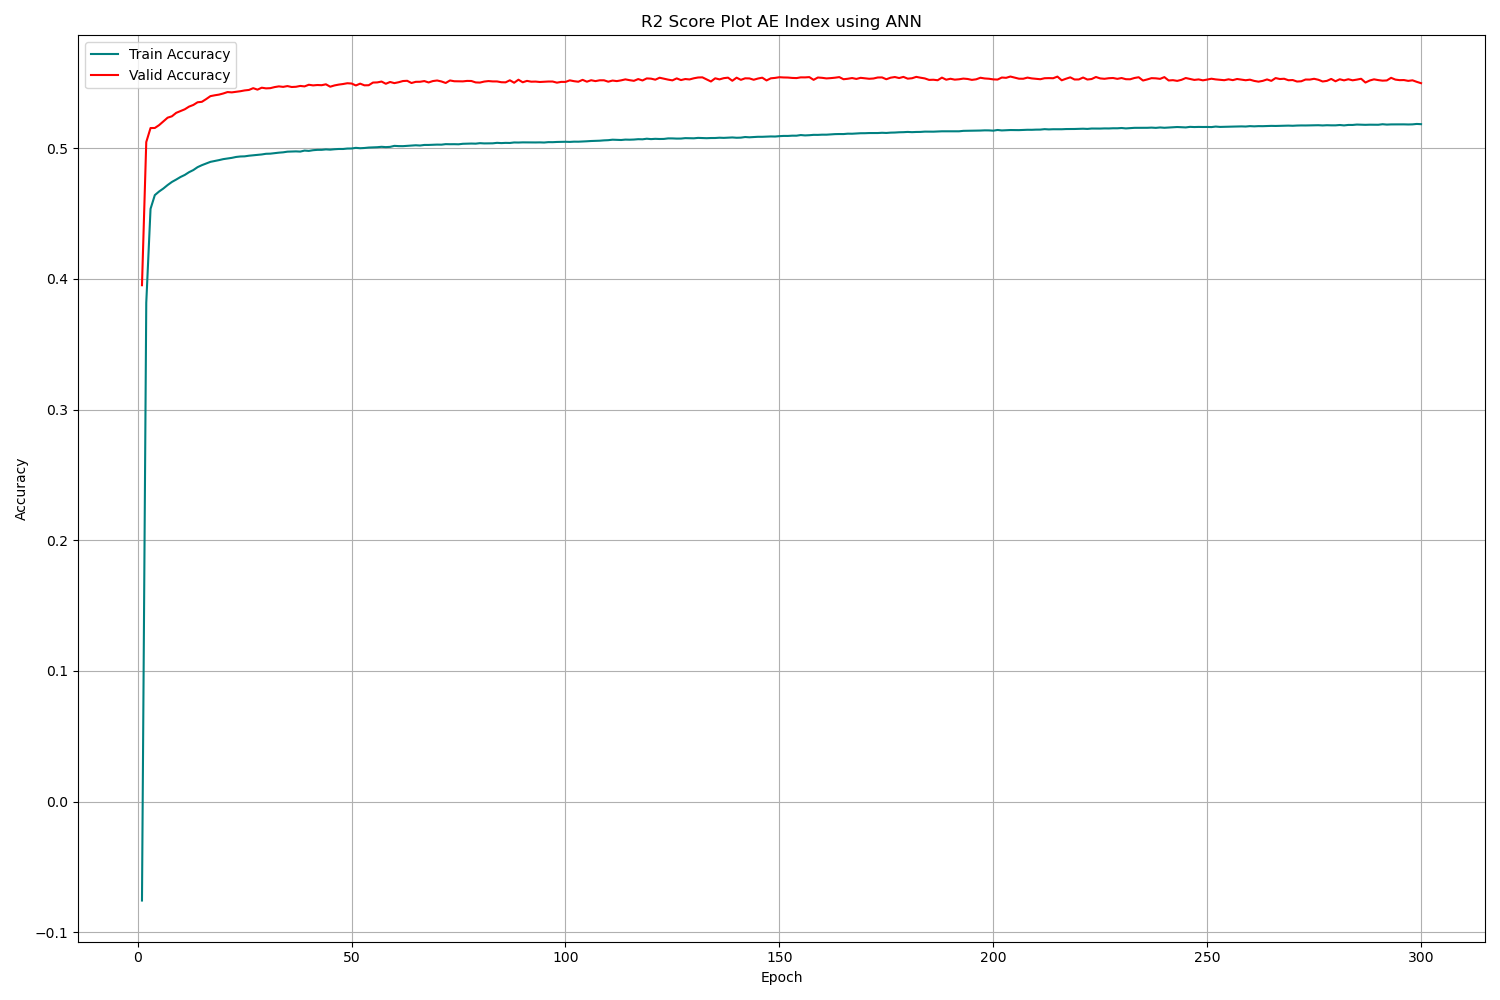 R2 Score Plot AE Index using ANN
Train Accuracy
Valid Accuracy
Accuracy
0.5
0.4
0.3
0.2
0.1
0.0
−0.1
0 50 100 150 200 250 300
Epoch